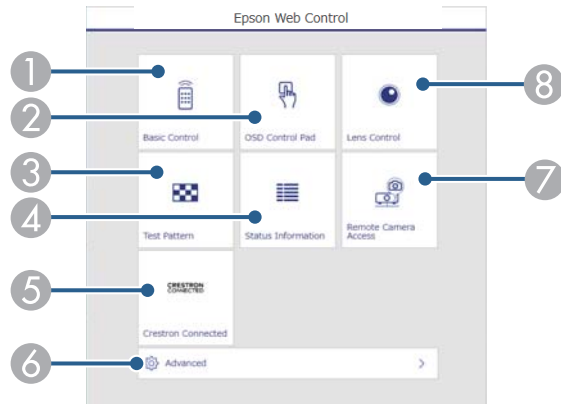 Epson Web Control
1
2
8
Basic Control
OSD Control Pad
Lens Control
3
4
7
Test Pattern
Status Information
Remote Camera
Access
5
CRESTRON
CONNECTED
Crestron Connected
6
Advanced